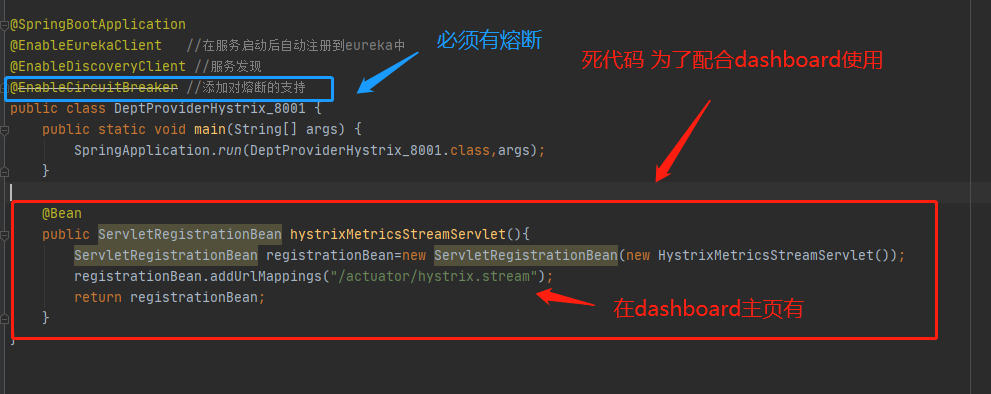 @SpringBootApplication
@EnableEurekaClient //在服务启动后自动注册到eureka中
必须有熔断
@EnableDiscoveryClient //服务发现
死代码 为了配合dashboard使用
@EnableCircuitBreaker //添加对熔断的支持
public class DeptProviderHystrix_8001 {
public static void main(String[] args) {
SpringApplication.run(DeptProviderHystrix_8001.class,args);
}
@Bean
public ServletRegistrationBean hystrixMetricsStreamServlet(){
ServletRegistrationBean registrationBean=new ServletRegistrationBean(new HystrixMetricsStreamServlet());
registrationBean.addUrlMappings("/actuator/hystrix.stream");
return registrationBean;
在dashboard主页有
}
}